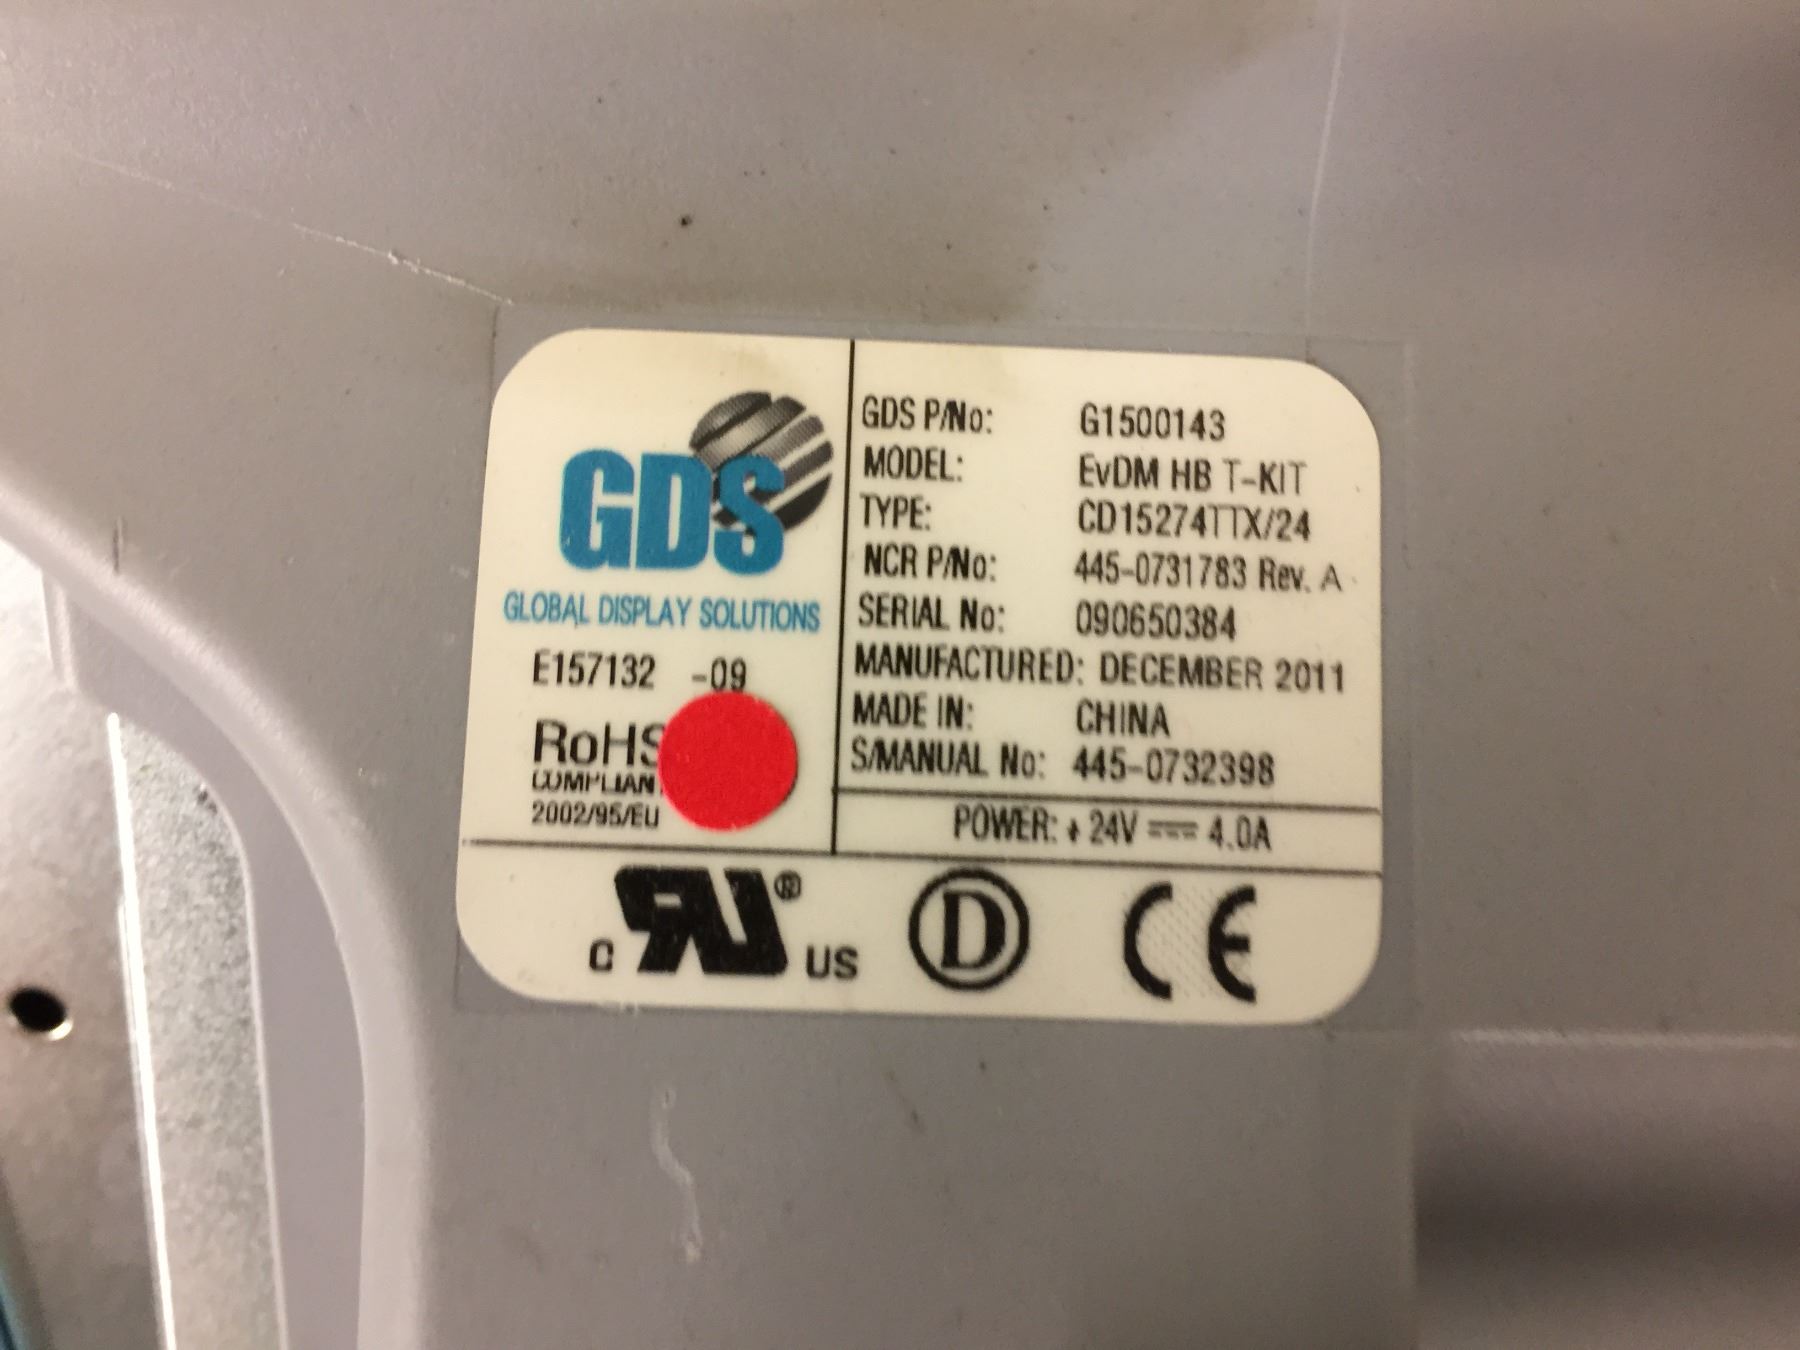 GDS
GLOBAL DISPLAY SOLUTIONS
E157132 -09
RoHS
COMPLIANT
2002/95/EU
GDS P/No: G1500143
MODEL: EvDM HB T-KIT
TYPE: CD15274TTX/24
NCR P/No: 445-0731783 Rev. A
SERIAL No: 090650384
MANUFACTURED: DECEMBER 2011
MADE IN: CHINA
S/MANUAL No: 445-0732398
POWER: + 24V ⎓ 4.0A
C RU ® US D CE